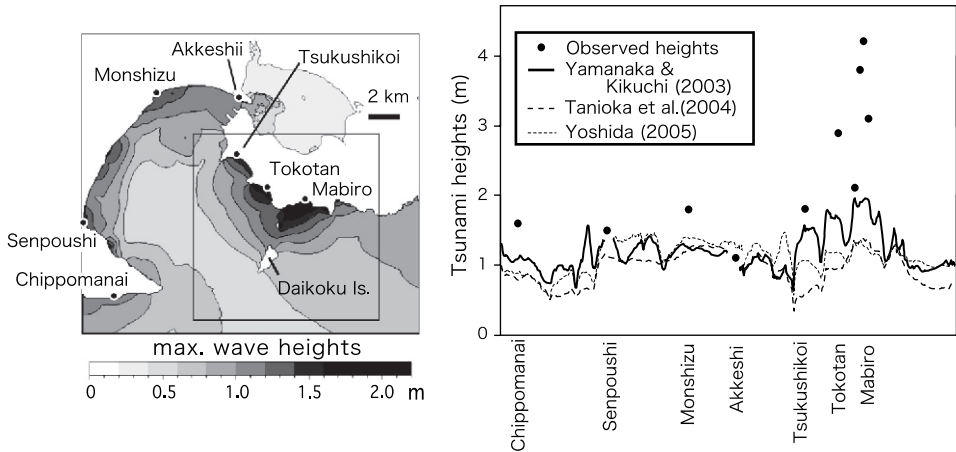 Akkeshii
Tsukushikoi
Monshizu
2 km
Tokotan
Mabiro
Senpoushi
Chippomanai
Daikoku Is.
max. wave heights
0 0.5 1.0 1.5 2.0 m
Tsunami heights (m)
4
3
2
1
0
Observed heights
Yamanaka &
Kikuchi (2003)
Tanioka et al.(2004)
Yoshida (2005)
Chippomanai
Senpoushi
Monshizu
Akkeshi
Tsukushikoi
Tokotan
Mabiro